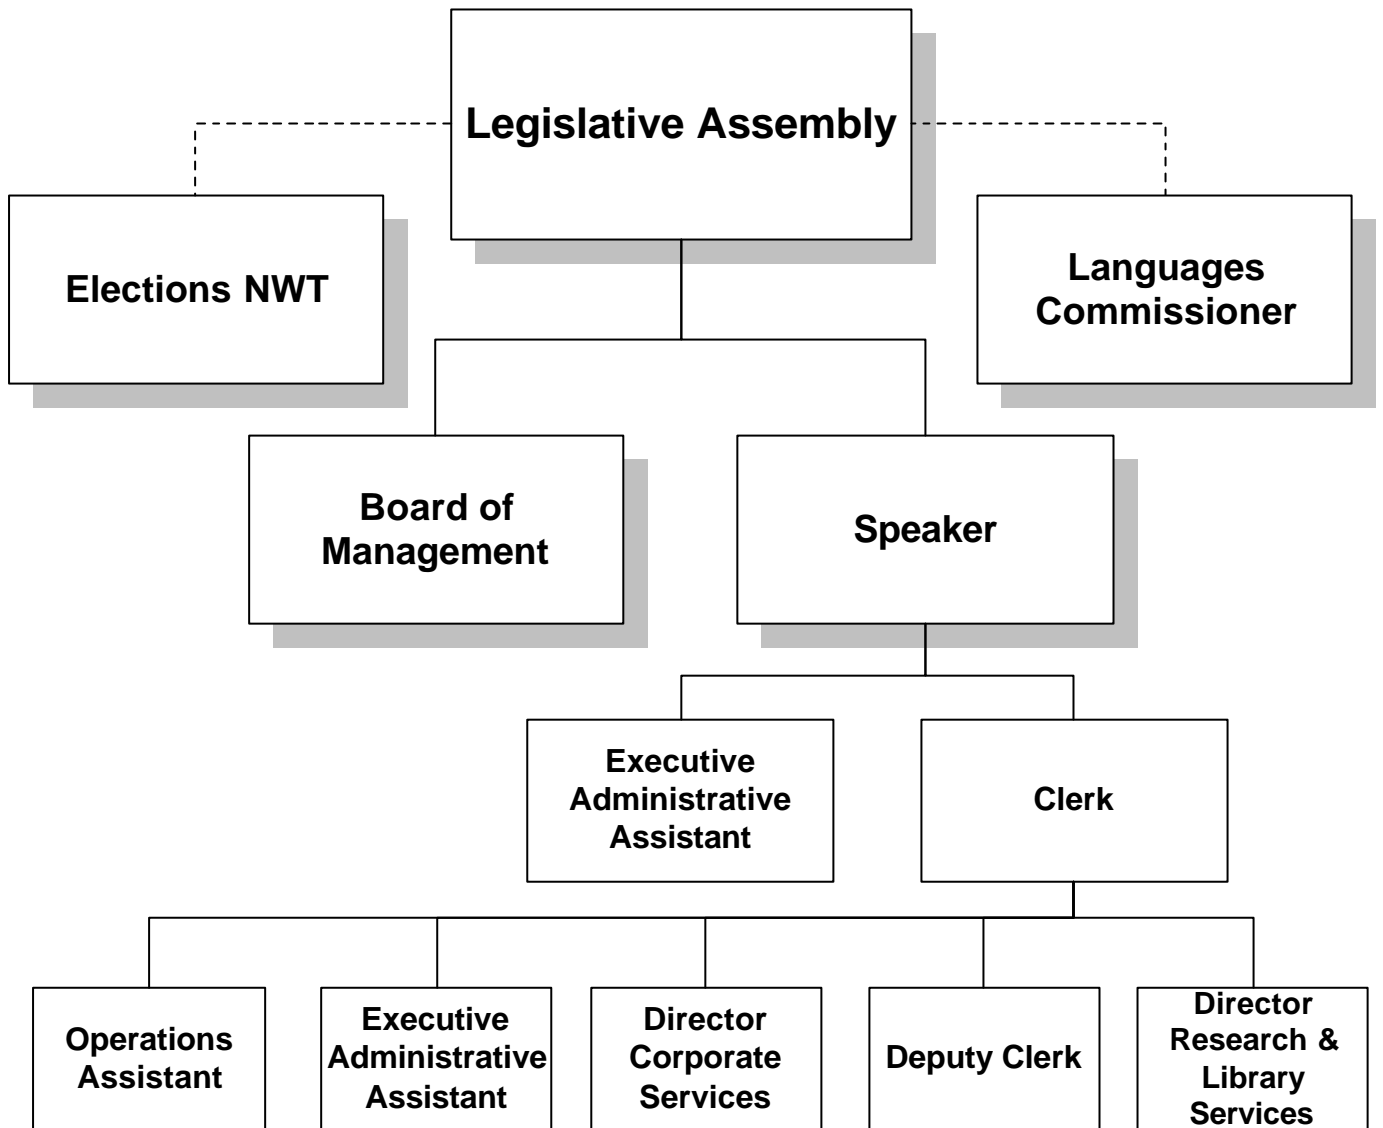 Legislative Assembly
Elections NWT
Languages
Commissioner
Board of
Management
Speaker
Executive
Administrative
Assistant
Clerk
Operations
Assistant
Executive
Administrative
Assistant
Director
Corporate
Services
Deputy Clerk
Director
Research &
Library
Services